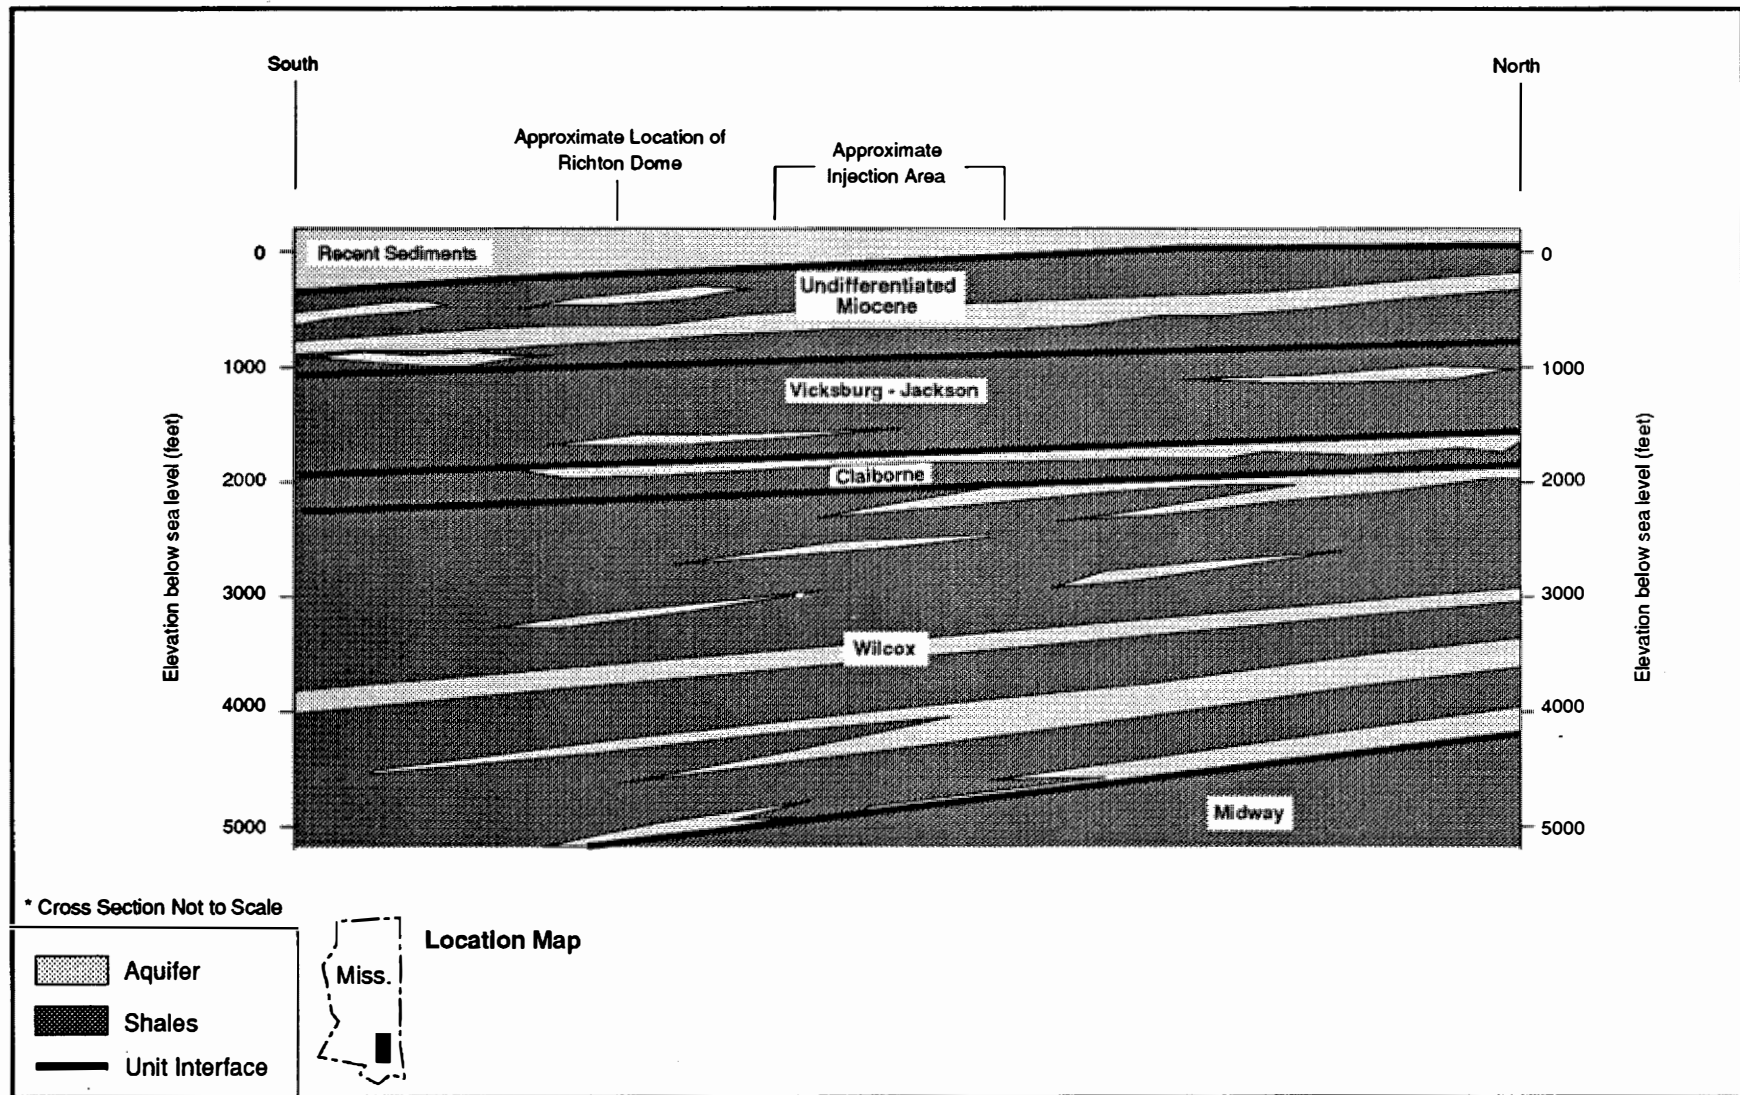 South
North
Approximate Location of
Richton Dome
Approximate
Injection Area
0
Recent Sediments
0
Undifferentiated
Miocene
1000
1000
Vicksburg - Jackson
Claiborne
2000
2000
3000
3000
Wilcox
4000
4000
Midway
5000
5000
Elevation below sea level (feet)
Elevation below sea level (feet)
* Cross Section Not to Scale
Aquifer
Shales
Unit Interface
Location Map
Miss.